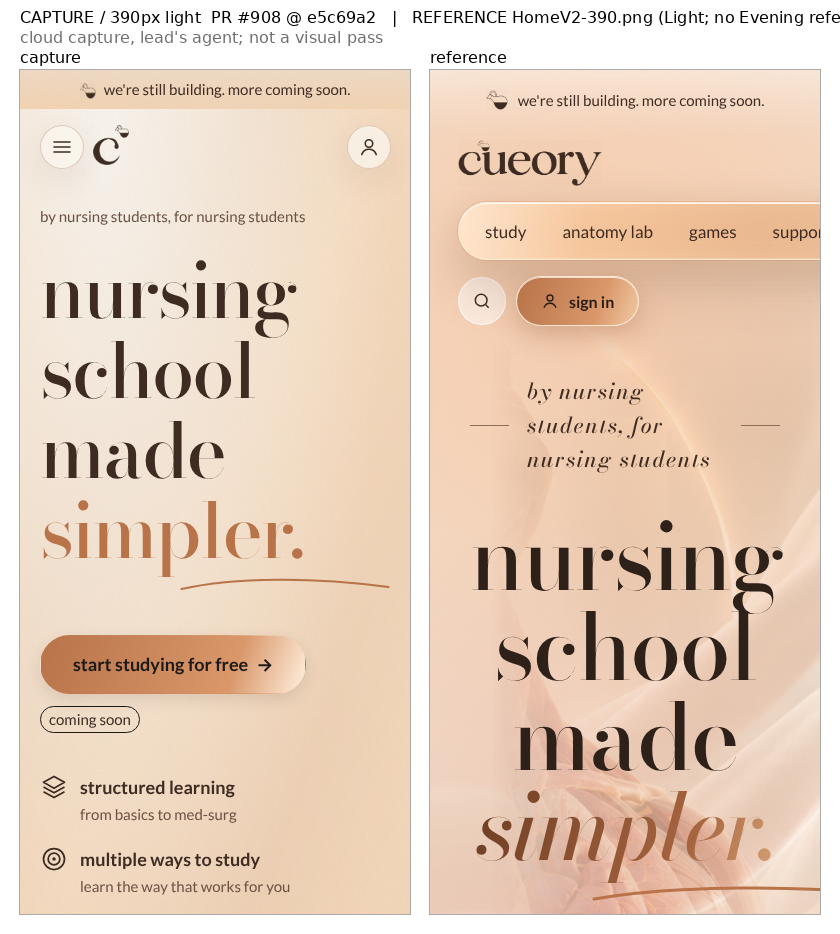 CAPTURE / 390px light  PR #908 @ e5c69a2   |   REFERENCE HomeV2-390.png (Light; no Evening refe
cloud capture, lead's agent; not a visual pass
capture
we're still building. more coming soon.
c
by nursing students, for nursing students
nursing
school
made
simpler.
start studying for free →
coming soon
structured learning
from basics to med-surg
multiple ways to study
learn the way that works for you
reference
we're still building. more coming soon.
cueory
study anatomy lab games suppor
sign in
by nursing
students, for
nursing students
nursing
school
made
simpler.